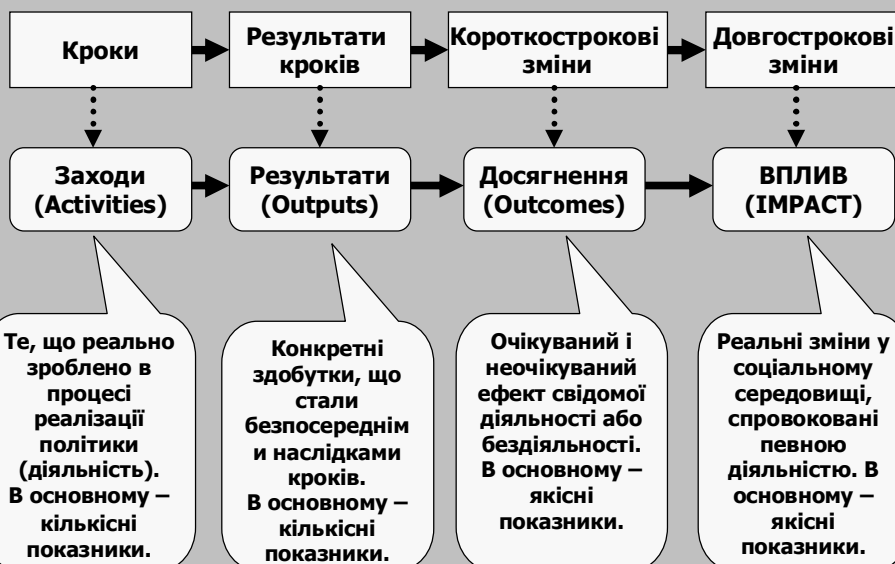 Кроки
Результати
кроків
Короткострокові
зміни
Довгострокові
зміни
Заходи
(Activities)
Результати
(Outputs)
Досягнення
(Outcomes)
ВПЛИВ
(IMPACT)
Те, що реально
зроблено в
процесі
реалізації
політики
(діяльність).
В основному –
кількісні
показники.
Конкретні
здобутки, що
стали
безпосереднім
и наслідками
кроків.
В основному –
кількісні
показники.
Очікуваний і
неочікуваний
ефект свідомої
діяльності або
бездіяльності.
В основному –
якісні
показники.
Реальні зміни у
соціальному
середовищі,
спровоковані
певною
діяльністю. В
основному –
якісні
показники.